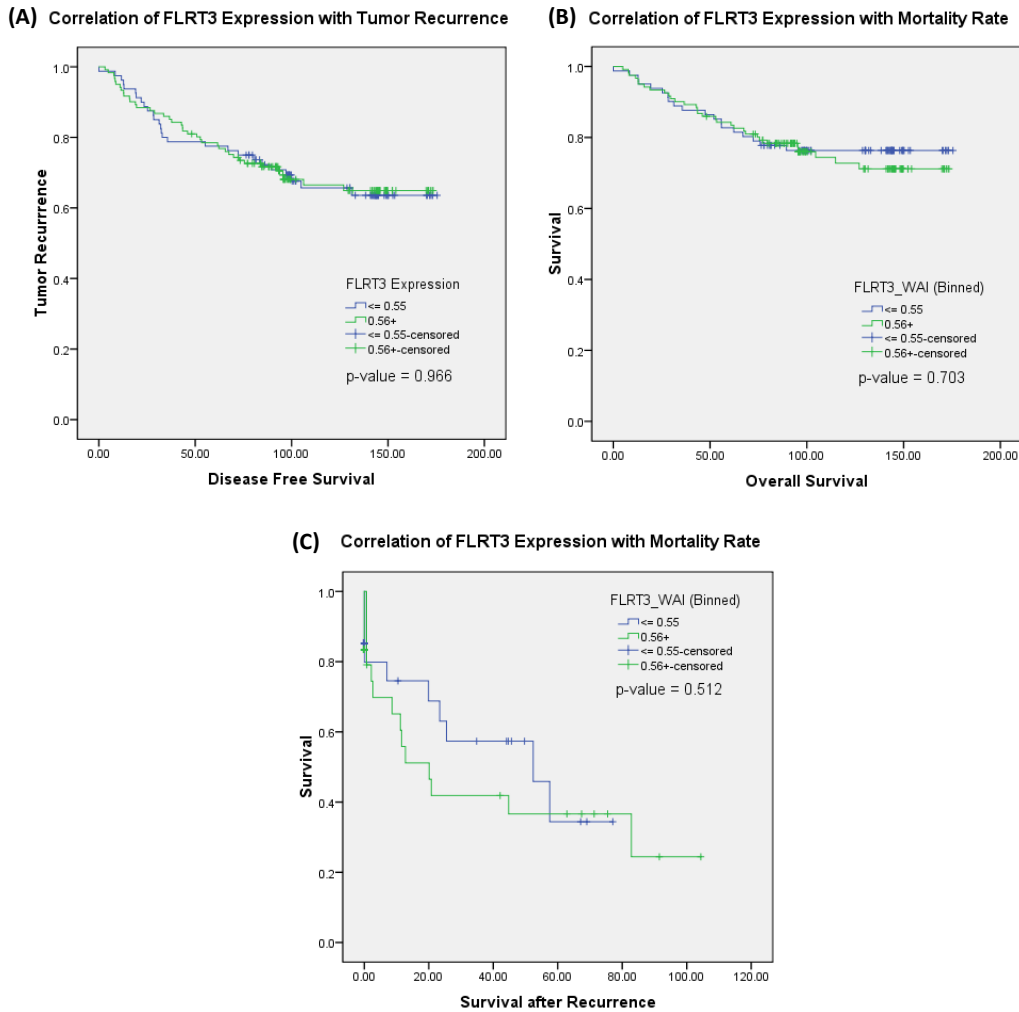 (A) Correlation of FLRT3 Expression with Tumor Recurrence
1.0
0.8
0.6
0.4
0.2
0.0
Tumor Recurrrence
FLRT3 Expression
<= 0.55
0.56+
<= 0.55-censored
0.56+-censored
p-value = 0.966
0.00 50.00 100.00 150.00 200.00
Disease Free Survival
(B) Correlation of FLRT3 Expression with Mortality Rate
1.0
0.8
0.6
0.4
0.2
0.0
Survival
FLRT3_WAI (Binned)
<= 0.55
0.56+
<= 0.55-censored
0.56+-censored
p-value = 0.703
0.00 50.00 100.00 150.00 200.00
Overall Survival
(C) Correlation of FLRT3 Expression with Mortality Rate
1.0
0.8
0.6
0.4
0.2
0.0
Survival
FLRT3_WAI (Binned)
<= 0.55
0.56+
<= 0.55-censored
0.56+-censored
p-value = 0.512
0.00 20.00 40.00 60.00 80.00 100.00 120.00
Survival after Recurrence